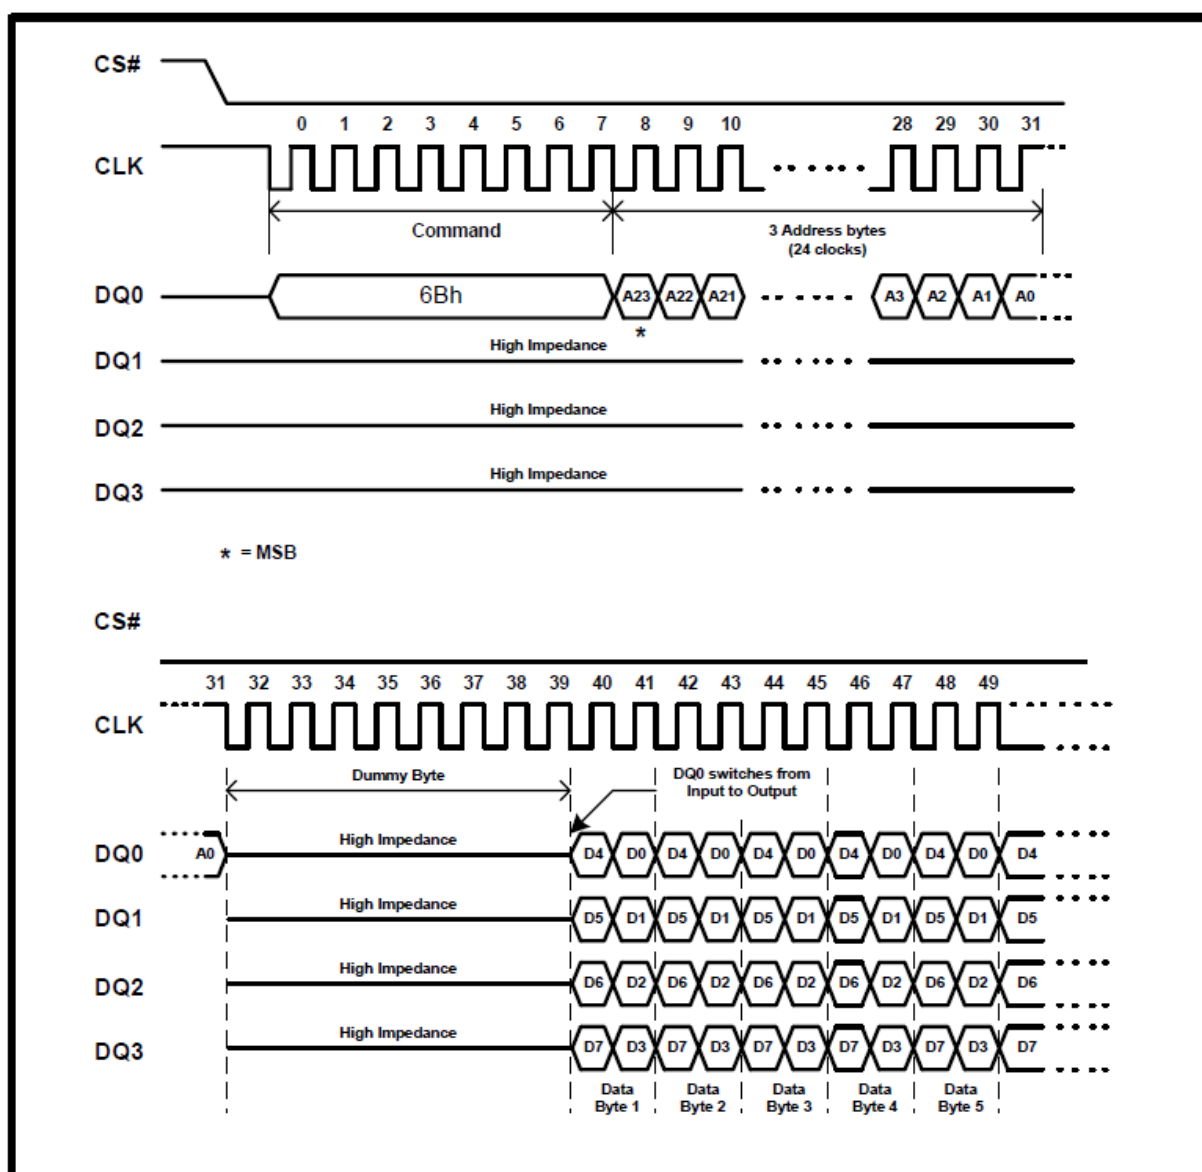 CS#
0 1 2 3 4 5 6 7 8 9 10 28 29 30 31
CLK
Command
3 Address bytes
(24 clocks)
DQ0 6Bh A23 A22 A21 A3 A2 A1 A0
*
High Impedance
DQ1
High Impedance
DQ2
High Impedance
DQ3
* = MSB
CS#
31 32 33 34 35 36 37 38 39 40 41 42 43 44 45 46 47 48 49
CLK
Dummy Byte
DQ0 switches from
Input to Output
High Impedance
DQ0 A0 D4 D0 D4 D0 D4 D0 D4 D0 D4 D0 D4
High Impedance
DQ1 D5 D1 D5 D1 D5 D1 D5 D1 D5 D1 D5
High Impedance
DQ2 D6 D2 D6 D2 D6 D2 D6 D2 D6 D2 D6
High Impedance
DQ3 D7 D3 D7 D3 D7 D3 D7 D3 D7 D3 D7
Data Byte 1
Data Byte 2
Data Byte 3
Data Byte 4
Data Byte 5